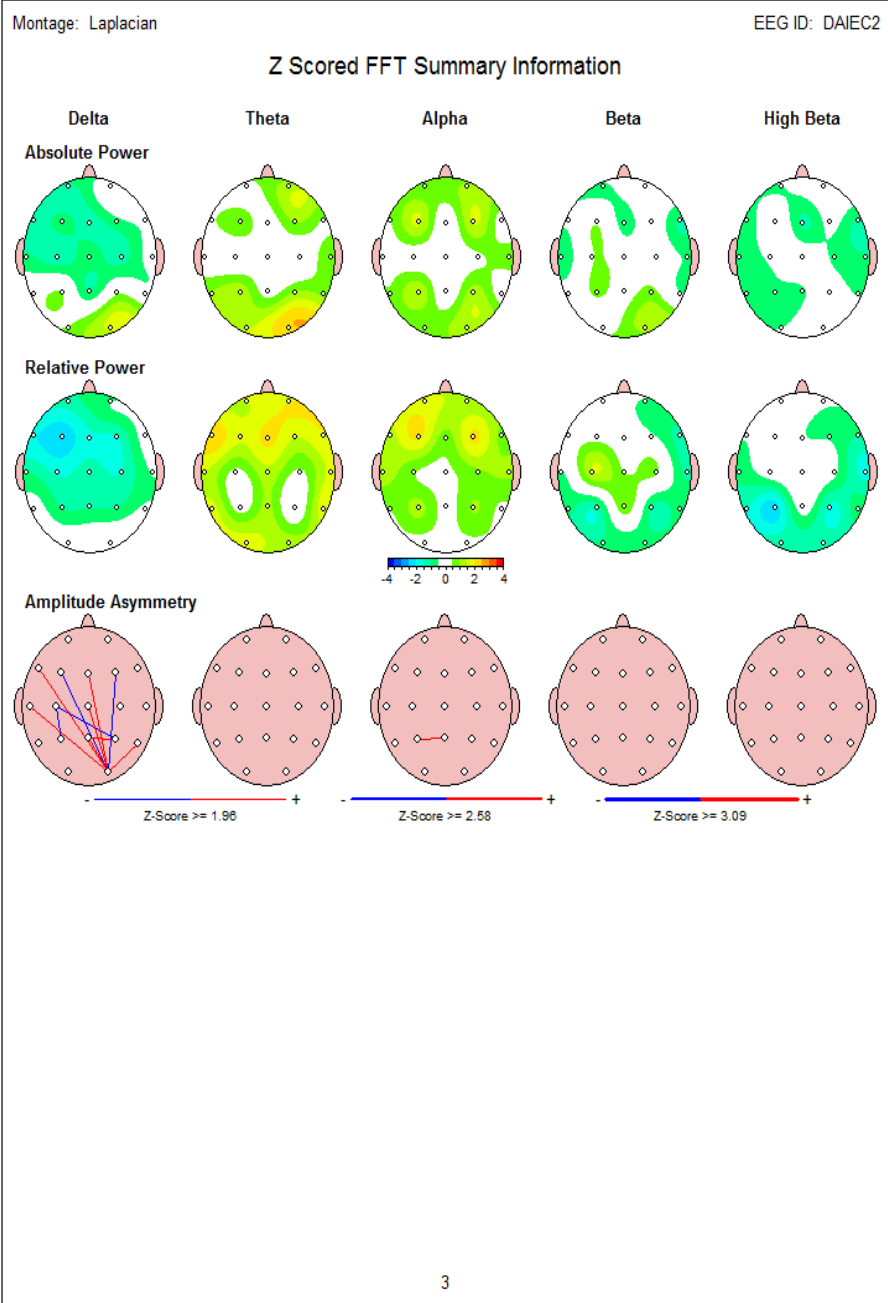 Montage: Laplacian EEG ID: DAIEC2
Z Scored FFT Summary Information
Delta Theta Alpha Beta High Beta
Absolute Power
Relative Power
-4 -2 0 2 4
Amplitude Asymmetry
- + - + - +
Z-Score >= 1.96 Z-Score >= 2.58 Z-Score >= 3.09
3